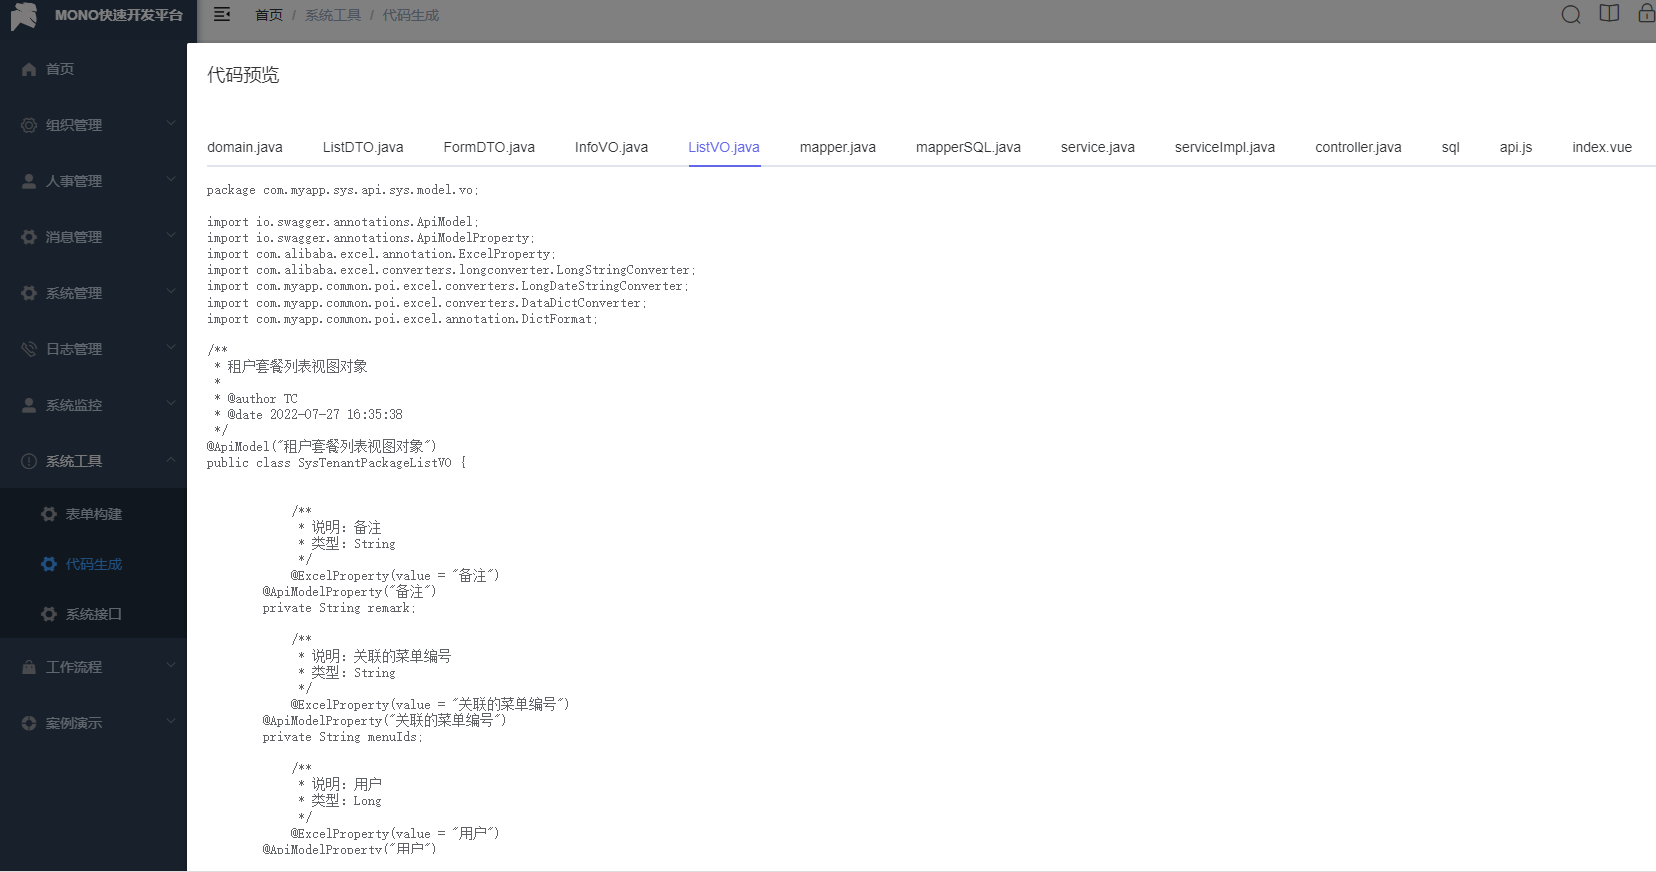 MONO快速开发平台
首页 / 系统工具 / 代码生成
首页
组织管理
人事管理
消息管理
系统管理
日志管理
系统监控
系统工具
表单构建
代码生成
系统接口
工作流程
案例演示
代码预览
domain.java ListDTO.java FormDTO.java InfoVO.java ListVO.java mapper.java mapperSQL.java service.java serviceImpl.java controller.java sql api.js index.vue
package com.myapp.sys.api.sys.model.vo;
import io.swagger.annotations.ApiModel;
import io.swagger.annotations.ApiModelProperty;
import com.alibaba.excel.annotation.ExcelProperty;
import com.alibaba.excel.converters.longconverter.LongStringConverter;
import com.myapp.common.poi.excel.converters.LongDateStringConverter;
import com.myapp.common.poi.excel.converters.DataDictConverter;
import com.myapp.common.poi.excel.annotation.DictFormat;
/**
 * 租户套餐列表视图对象
 *
 * @author TC
 * @date 2022-07-27 16:35:38
 */
@ApiModel("租户套餐列表视图对象")
public class SysTenantPackageListVO {
/**
 * 说明：备注
 * 类型：String
 */
@ExcelProperty(value = "备注")
@ApiModelProperty("备注")
private String remark;
/**
 * 说明：关联的菜单编号
 * 类型：String
 */
@ExcelProperty(value = "关联的菜单编号")
@ApiModelProperty("关联的菜单编号")
private String menuIds;
/**
 * 说明：用户
 * 类型：Long
 */
@ExcelProperty(value = "用户")
@ApiModelProperty("用户")